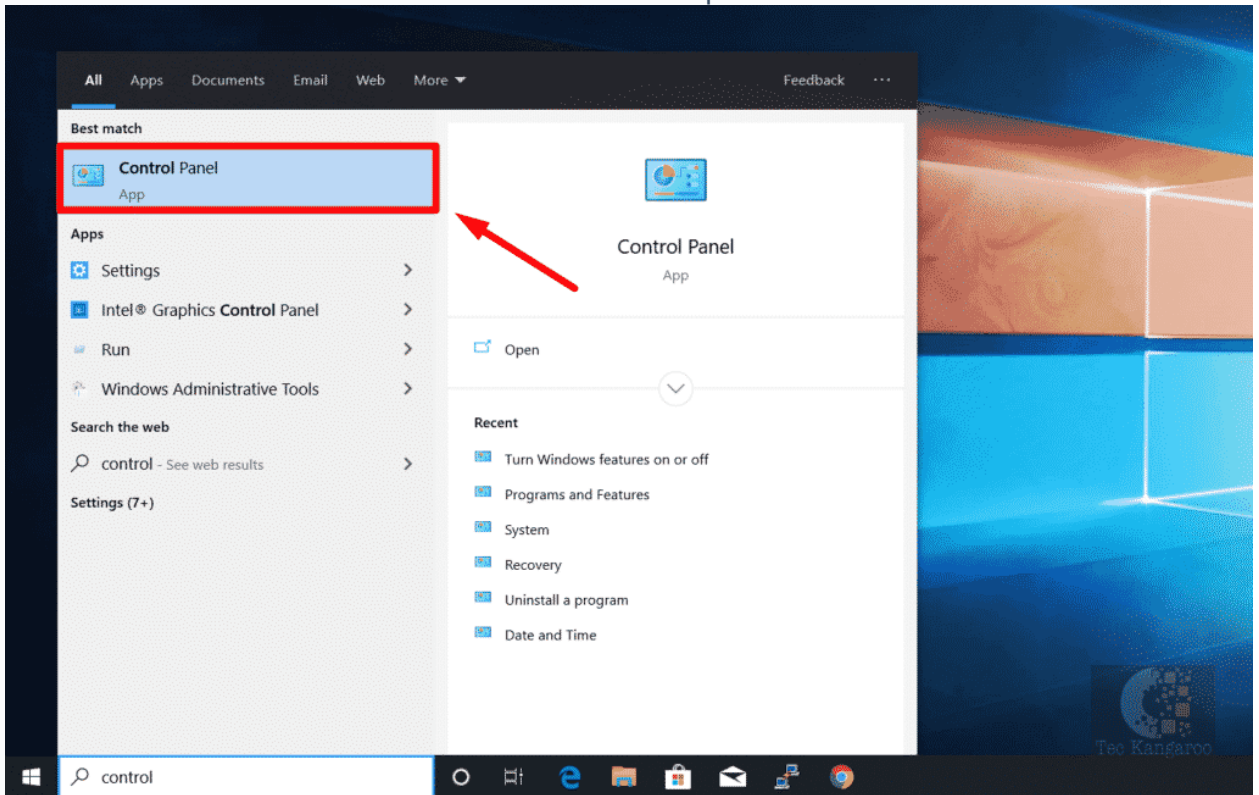 All Apps Documents Email Web More Feedback ...
Best match
Control Panel
App
Apps
Settings
Intel® Graphics Control Panel
Run
Windows Administrative Tools
Search the web
control - See web results
Settings (7+)
Control Panel
App
Open
Recent
Turn Windows features on or off
Programs and Features
System
Recovery
Uninstall a program
Date and Time
Tec Kangaroo
control